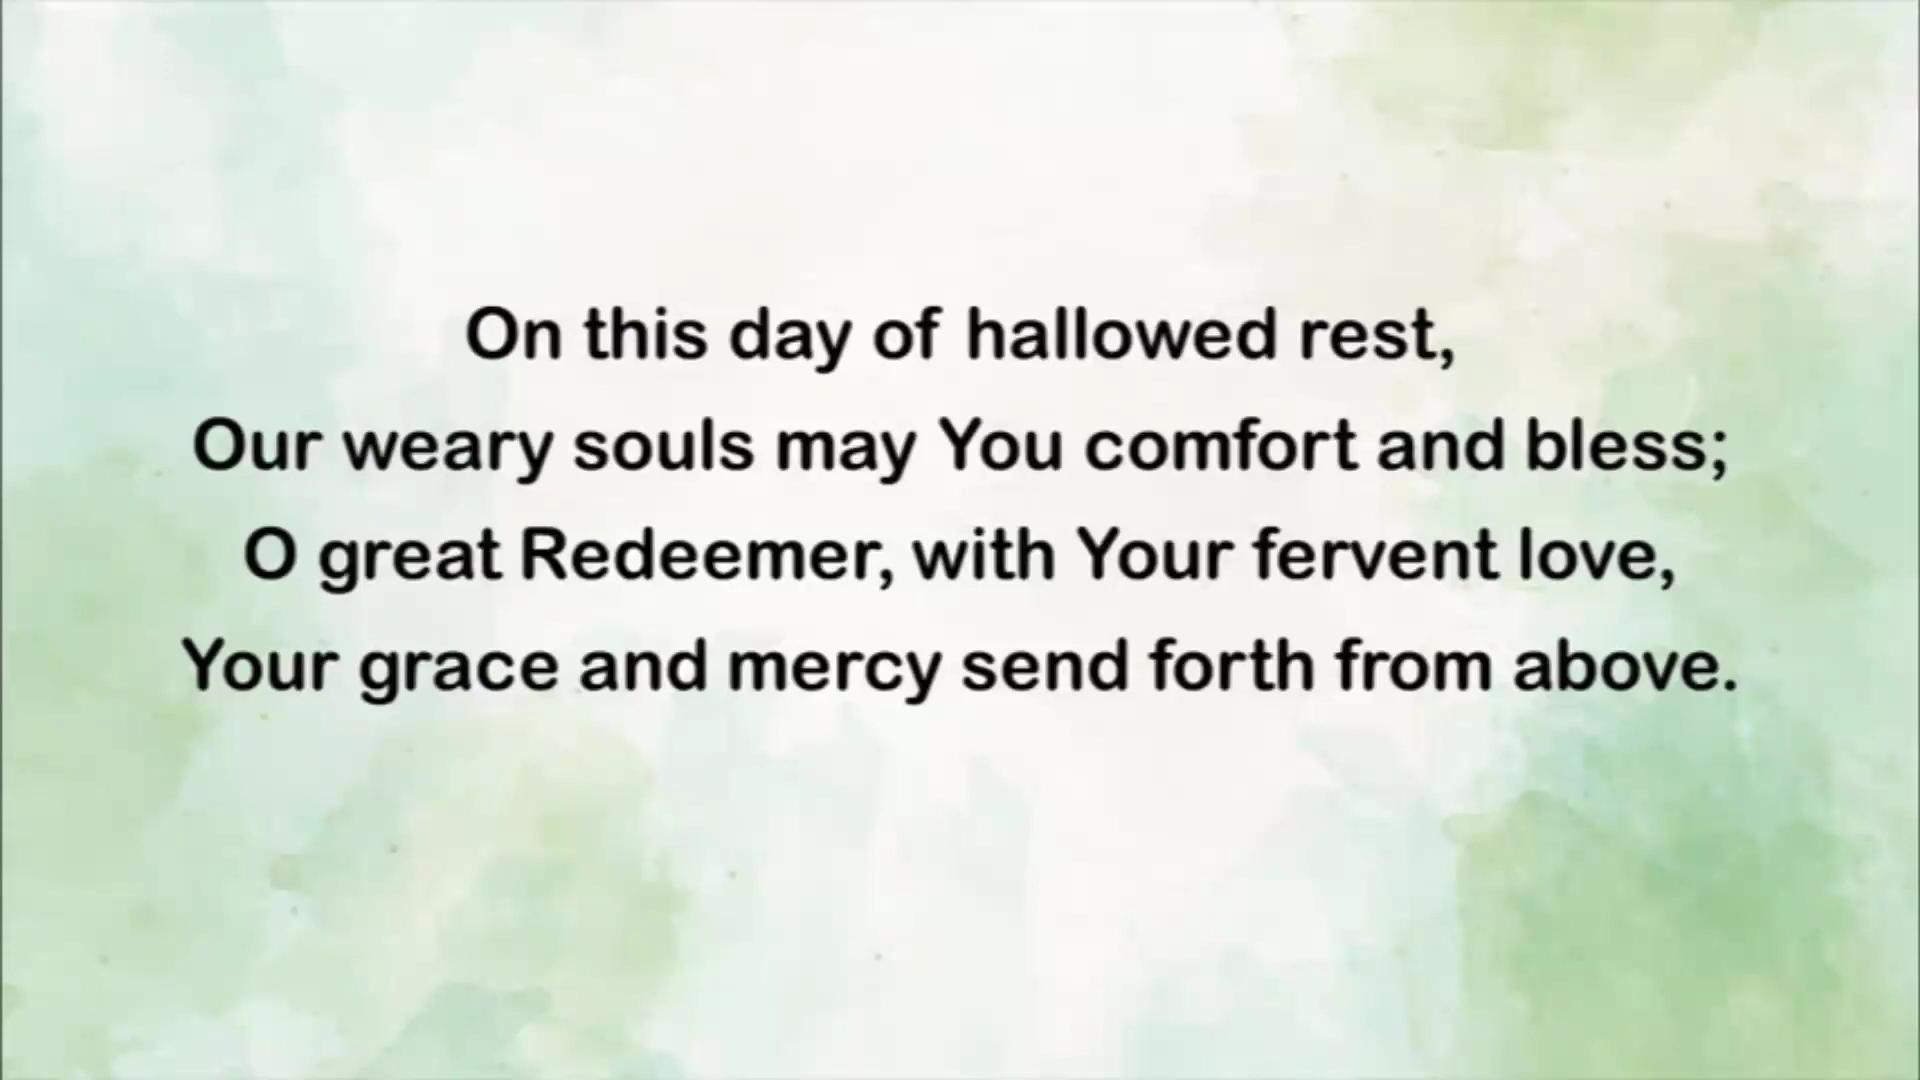 On this day of hallowed rest,
Our weary souls may You comfort and bless;
O great Redeemer, with Your fervent love,
Your grace and mercy send forth from above.